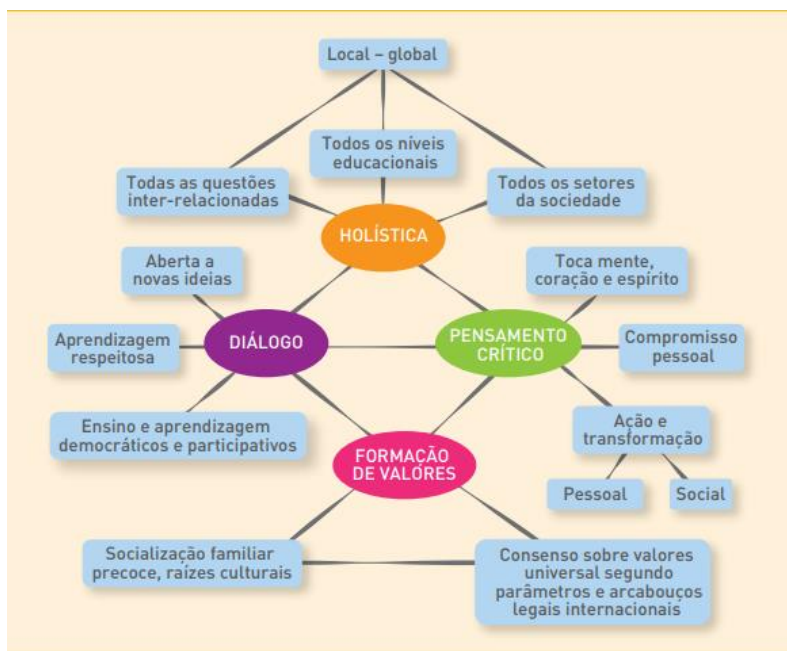 Local – global
Todos os níveis
educacionais
Todas as questões
inter-relacionadas
Todos os setores
da sociedade
HOLÍSTICA
Aberta a
novas ideias
Toca mente,
coração e espírito
Aprendizagem
respeitosa
DIÁLOGO
PENSAMENTO
CRÍTICO
Compromisso
pessoal
Ensino e aprendizagem
democráticos e participativos
Ação e
transformação
FORMAÇÃO
DE VALORES
Pessoal
Social
Socialização familiar
precoce, raízes culturais
Consenso sobre valores
universal segundo
parâmetros e arcabouços
legais internacionais